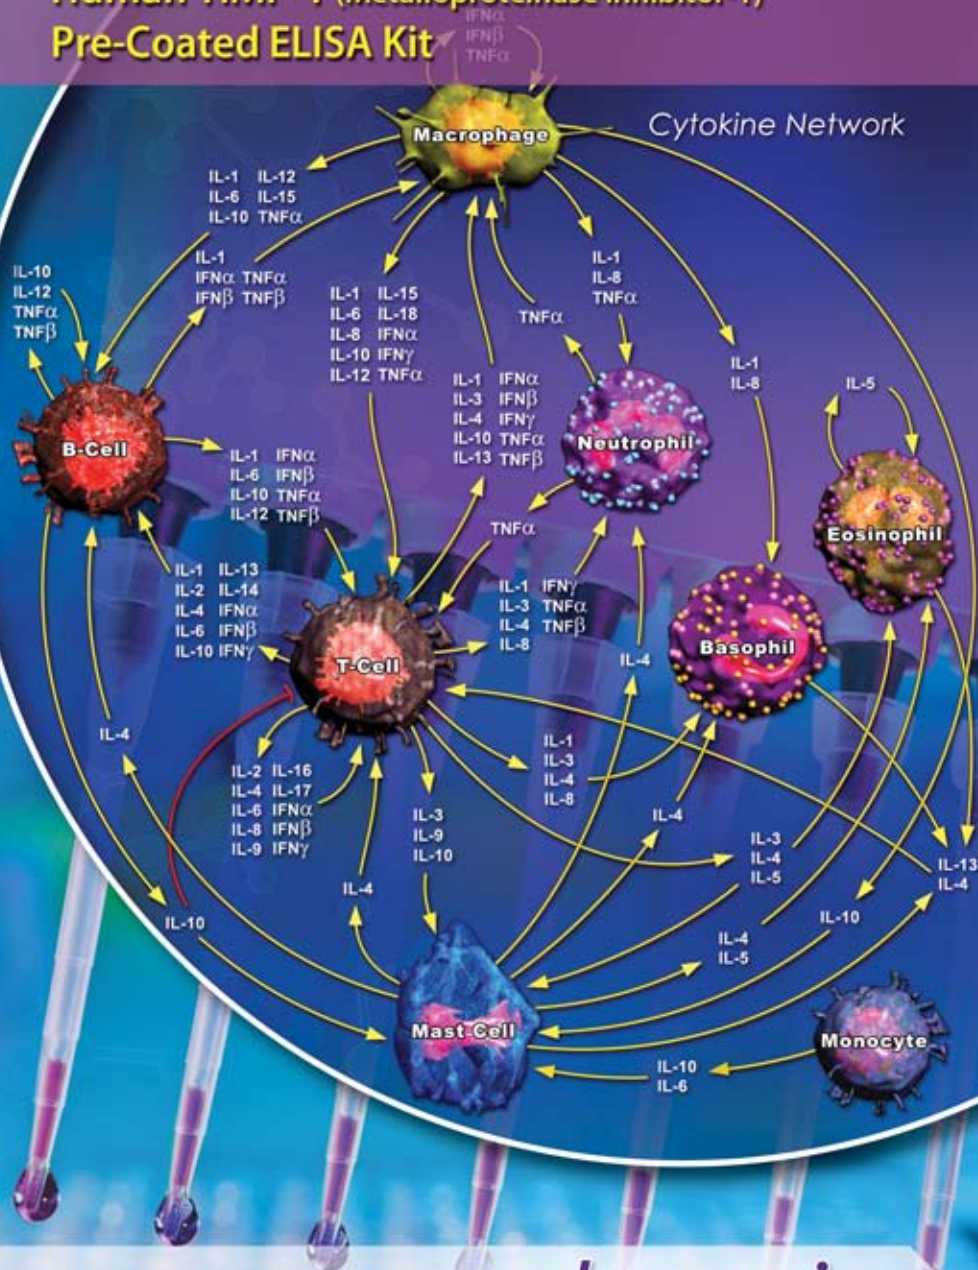 Human TIMP-1 (Metalloproteinase inhibitor-1)
Pre-Coated ELISA Kit
IFNα
IFNβ
TNFα
Macrophage
Cytokine Network
IL-1 IL-12
IL-6 IL-15
IL-10 TNFα
IL-1
IFNα TNFα
IFNβ TNFβ
IL-10
IL-12
TNFα
TNFβ
IL-1 IL-15
IL-6 IL-18
IL-8 IFNα
IL-10 IFNγ
IL-12 TNFα
TNFα
IL-1
IL-8
TNFα
IL-1
IL-8
IL-5
IL-1 IFNα
IL-3 IFNβ
IL-4 IFNγ
IL-10 TNFα
IL-13 TNFβ
B-Cell
Neutrophil
IL-1 IFNα
IL-6 IFNβ
IL-10 TNFα
IL-12 TNFβ
TNFα
Eosinophil
IL-1 IL-13
IL-2 IL-14
IL-4 IFNα
IL-6 IFNβ
IL-10 IFNγ
IL-1 IFNγ
IL-3 TNFα
IL-4 TNFβ
IL-8
T-Cell
IL-4
Basophil
IL-4
IL-2 IL-16
IL-4 IL-17
IL-6 IFNα
IL-8 IFNβ
IL-9 IFNγ
IL-3
IL-9
IL-10
IL-1
IL-3
IL-4
IL-8
IL-4
IL-3
IL-4
IL-5
IL-13
IL-4
IL-4
IL-10
IL-10
IL-4
IL-5
Mast Cell
Monocyte
IL-10
IL-6